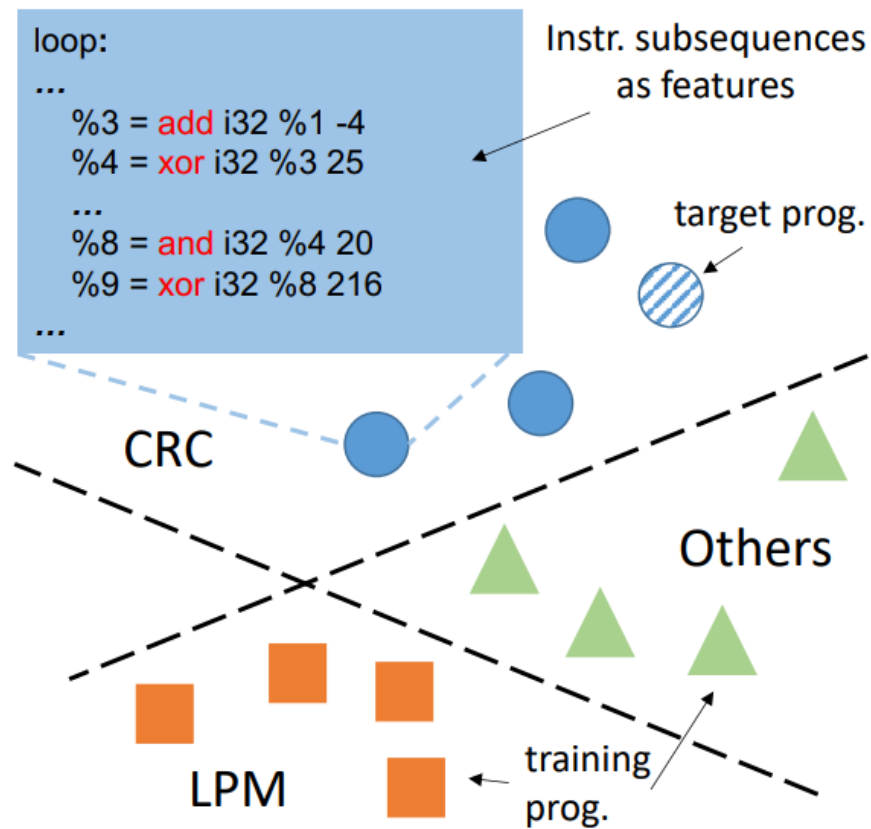 loop:
...
%3 = add i32 %1 -4
%4 = xor i32 %3 25
...
%8 = and i32 %4 20
%9 = xor i32 %8 216
...
Instr. subsequences
as features
target prog.
CRC
Others
LPM
training
prog.